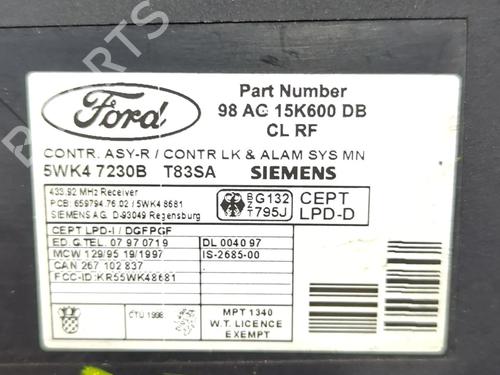 Ford
Part Number
98 AG 15K600 DB
CL RF
CONTR. ASY-R / CONTR LK & ALAM SYS MN
5WK4 7230B T83SA SIEMENS
433.92 MHz Receiver
PCB: 659794.76.02 / 5WK4 8681
SIEMENS AG. D-93049 Regensburg
BG132
T795J
CEPT
LPD-D
CEPT LPD-I / DGFPGF
ED.G.TEL. 07 97 0719
MCW 129/95 19/1997
CAN 267 102 837
FCC-ID:KR55WK48681
DL 0040 97
IS-2685-00
CTU 1998
MPT 1340
W.T. LICENCE
EXEMPT
PARTS